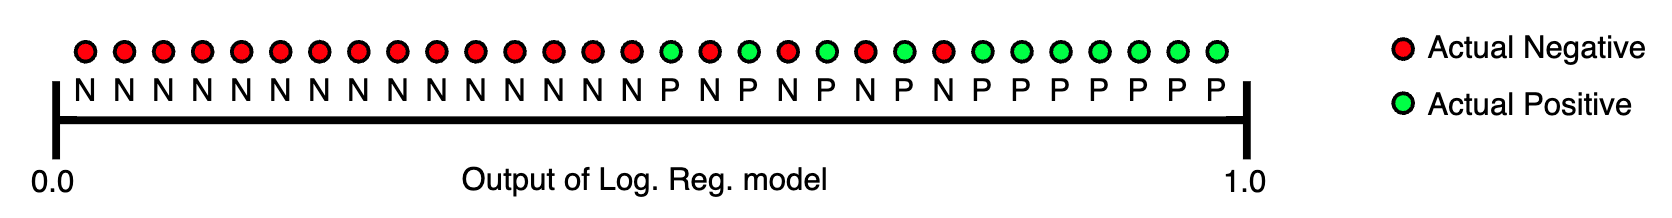 Actual Negative
N N N N N N N N N N N N N N N P N P N P N P N P P P P P P P
Actual Positive
0.0 Output of Log. Reg. model 1.0